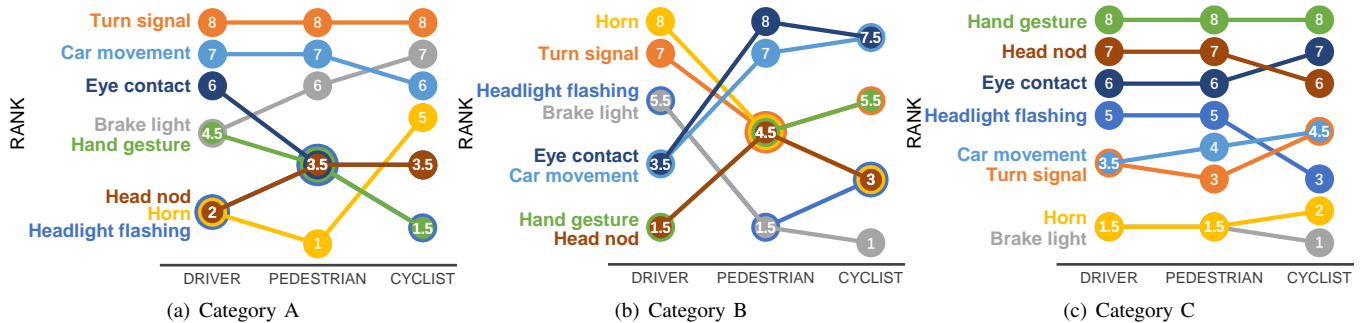 RANK
Turn signal
Car movement
Eye contact
Brake light
Hand gesture
Head nod
Horn
Headlight flashing
8 8 8
7 7 7
6 6 6
4.5 5
3.5 3.5
2 1.5
1
DRIVER PEDESTRIAN CYCLIST
(a) Category A
RANK
Horn
Turn signal
Headlight flashing
Brake light
Eye contact
Car movement
Hand gesture
Head nod
8 8
7.5
7 7
5.5 5.5
4.5
3.5 3
1.5 1.5 1
DRIVER PEDESTRIAN CYCLIST
(b) Category B
RANK
Hand gesture
Head nod
Eye contact
Headlight flashing
Car movement
Turn signal
Horn
Brake light
8 8 8
7 7 7
6 6 6
5 5
4.5
3.5 4
3 3
1.5 1.5 2
1
DRIVER PEDESTRIAN CYCLIST
(c) Category C